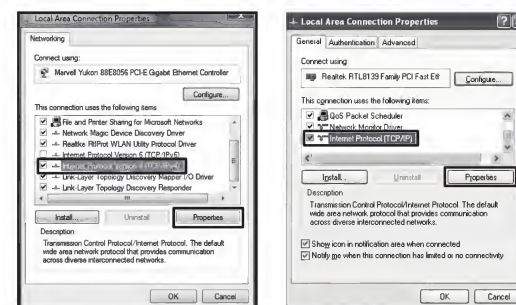 Local Area Connection Properties
Networking
Connect using:
Marvell Yukon 88E8056 PCI-E Gigabit Ethernet Controller
Configure...
This connection uses the following items
File and Printer Sharing for Microsoft Networks
Network Magic Device Discovery Driver
Realtke RtlProt WLAN Utility Protocol Driver
Internet Protocol Version 6 (TCP/IPv6)
Link-Layer Topology Discovery Mapper I/O Driver
Link-Layer Topology Discovery Responder
Install...
Uninstall
Properties
Description
Transmission Control Protocol/Internet Protocol. The default
wide area network protocol that provides communication
across diverse interconnected networks.
OK
Cancel
Local Area Connection Properties
General
Authentication
Advanced
Connect using
Realtek RTL8139 Family PCI Fast Eth
Configure...
This connection uses the following items:
QoS Packet Scheduler
Network Monitor Driver
Internet Protocol (TCP/IP)
Install...
Uninstall
Properties
Description
Transmission Control Protocol/Internet Protocol. The default
wide area network protocol that provides communication
across diverse interconnected networks.
Show icon in notification area when connected
Notify me when this connection has limited or no connectivity
OK
Cancel